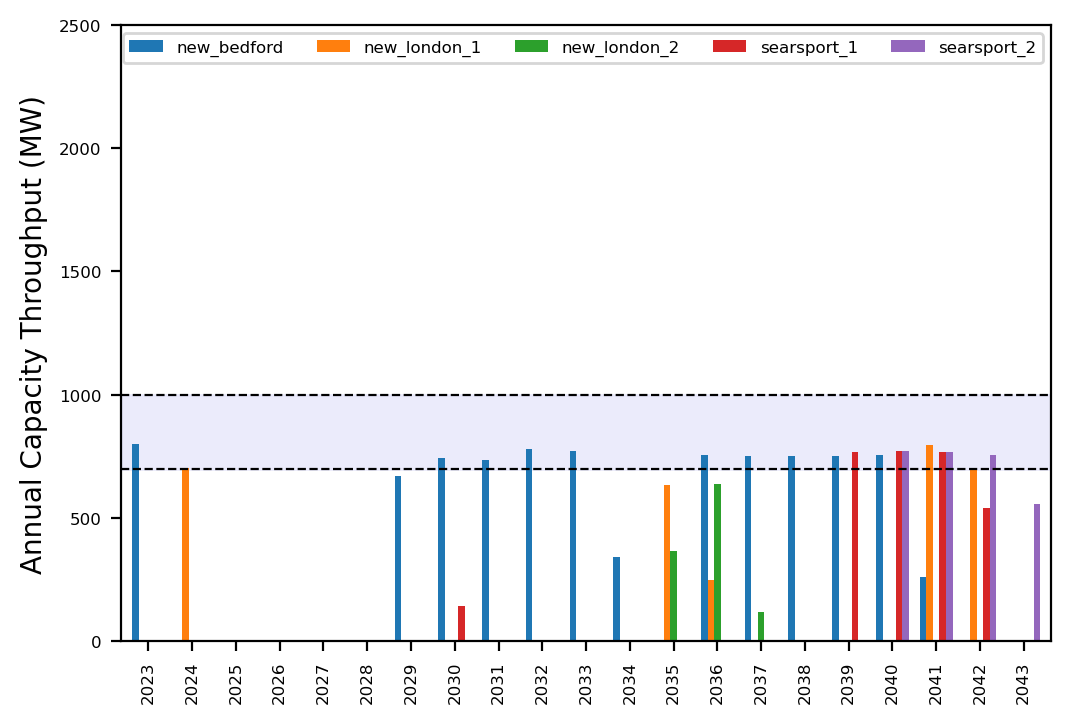 2500
new_bedford new_london_1 new_london_2 searsport_1 searsport_2
2000
1500
1000
500
0
Annual Capacity Throughput (MW)
2023 2024 2025 2026 2027 2028 2029 2030 2031 2032 2033 2034 2035 2036 2037 2038 2039 2040 2041 2042 2043